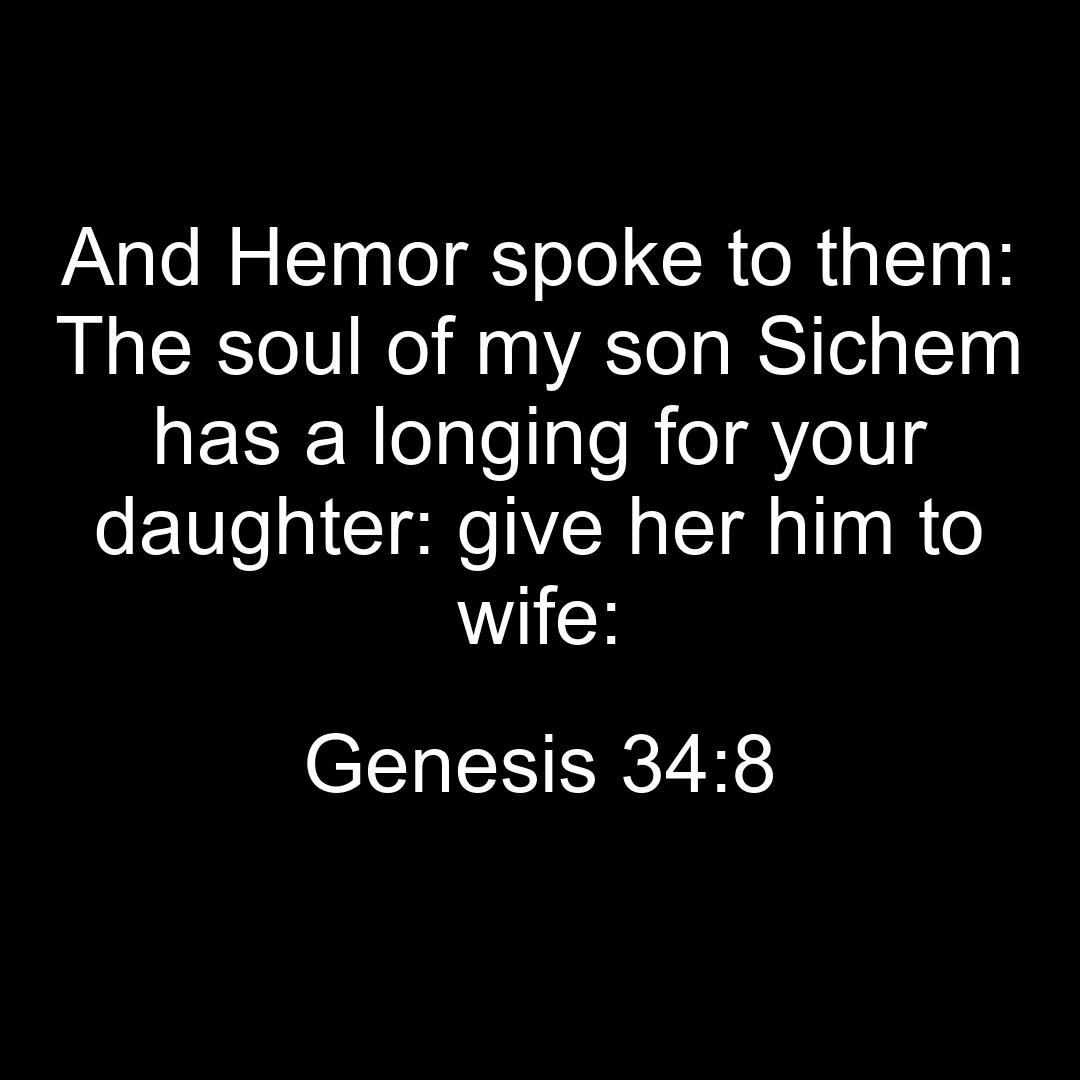 And Hemor spoke to them:
The soul of my son Sichem
has a longing for your
daughter: give her him to
wife:
Genesis 34:8